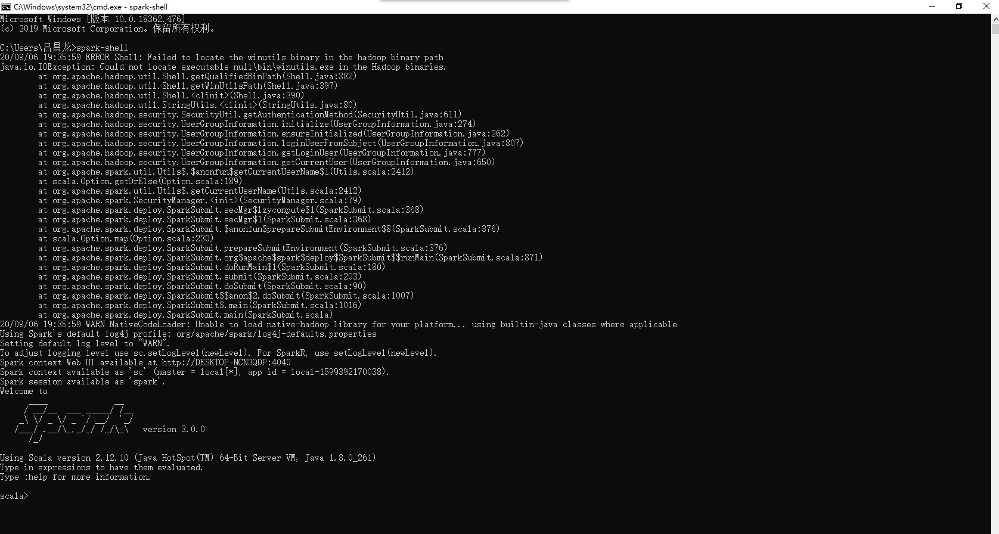 C:\Windows\system32\cmd.exe - spark-shell
Microsoft Windows [版本 10.0.18362.476]
(c) 2019 Microsoft Corporation。保留所有权利。
C:\Users\吕昌龙>spark-shell
20/09/06 19:35:59 ERROR Shell: Failed to locate the winutils binary in the hadoop binary path
java.io.IOException: Could not locate executable null\bin\winutils.exe in the Hadoop binaries.
at org.apache.hadoop.util.Shell.getQualifiedBinPath(Shell.java:382)
at org.apache.hadoop.util.Shell.getWinUtilsPath(Shell.java:397)
at org.apache.hadoop.util.Shell.<clinit>(Shell.java:390)
at org.apache.hadoop.util.StringUtils.<clinit>(StringUtils.java:80)
at org.apache.hadoop.security.SecurityUtil.getAuthenticationMethod(SecurityUtil.java:611)
at org.apache.hadoop.security.UserGroupInformation.initialize(UserGroupInformation.java:274)
at org.apache.hadoop.security.UserGroupInformation.ensureInitialized(UserGroupInformation.java:262)
at org.apache.hadoop.security.UserGroupInformation.loginUserFromSubject(UserGroupInformation.java:807)
at org.apache.hadoop.security.UserGroupInformation.getLoginUser(UserGroupInformation.java:777)
at org.apache.hadoop.security.UserGroupInformation.getCurrentUser(UserGroupInformation.java:650)
at org.apache.spark.util.Utils$.$anonfun$getCurrentUserName$1(Utils.scala:2412)
at scala.Option.getOrElse(Option.scala:189)
at org.apache.spark.util.Utils$.getCurrentUserName(Utils.scala:2412)
at org.apache.spark.SecurityManager.<init>(SecurityManager.scala:79)
at org.apache.spark.deploy.SparkSubmit.secMgr$lzycompute$1(SparkSubmit.scala:368)
at org.apache.spark.deploy.SparkSubmit.secMgr$1(SparkSubmit.scala:368)
at org.apache.spark.deploy.SparkSubmit.$anonfun$prepareSubmitEnvironment$8(SparkSubmit.scala:376)
at scala.Option.map(Option.scala:230)
at org.apache.spark.deploy.SparkSubmit.prepareSubmitEnvironment(SparkSubmit.scala:376)
at org.apache.spark.deploy.SparkSubmit.org$apache$spark$deploy$SparkSubmit$$runMain(SparkSubmit.scala:871)
at org.apache.spark.deploy.SparkSubmit.doRunMain$1(SparkSubmit.scala:180)
at org.apache.spark.deploy.SparkSubmit.submit(SparkSubmit.scala:203)
at org.apache.spark.deploy.SparkSubmit.doSubmit(SparkSubmit.scala:90)
at org.apache.spark.deploy.SparkSubmit$$anon$2.doSubmit(SparkSubmit.scala:1007)
at org.apache.spark.deploy.SparkSubmit$.main(SparkSubmit.scala:1016)
at org.apache.spark.deploy.SparkSubmit.main(SparkSubmit.scala)
20/09/06 19:35:59 WARN NativeCodeLoader: Unable to load native-hadoop library for your platform... using builtin-java classes where applicable
Using Spark's default log4j profile: org/apache/spark/log4j-defaults.properties
Setting default log level to "WARN".
To adjust logging level use sc.setLogLevel(newLevel). For SparkR, use setLogLevel(newLevel).
Spark context Web UI available at http://DESKTOP-NCN3QDP:4040
Spark context available as 'sc' (master = local[*], app id = local-1599392170038).
Spark session available as 'spark'.
Welcome to
Spark version 3.0.0
Using Scala version 2.12.10 (Java HotSpot(TM) 64-Bit Server VM, Java 1.8.0_261)
Type in expressions to have them evaluated.
Type :help for more information.
scala>